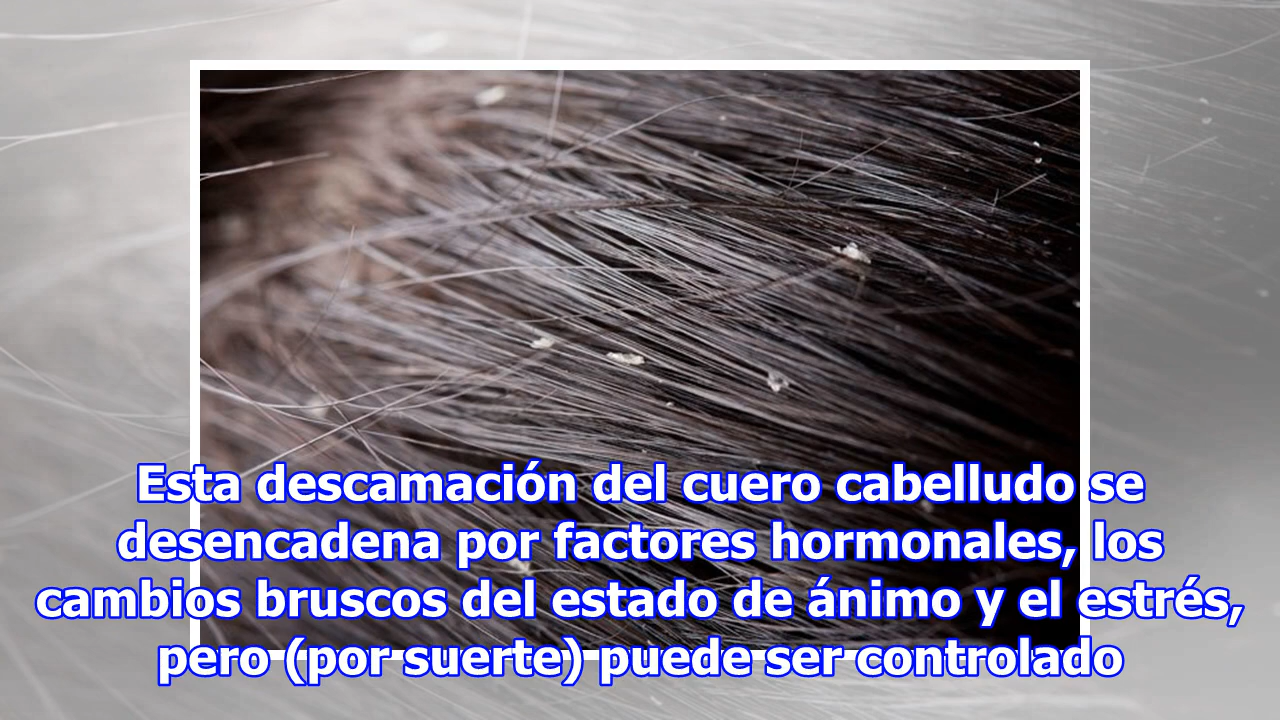 Esta descamación del cuero cabelludo se
desencadena por factores hormonales, los
cambios bruscos del estado de ánimo y el estrés,
pero (por suerte) puede ser controlado